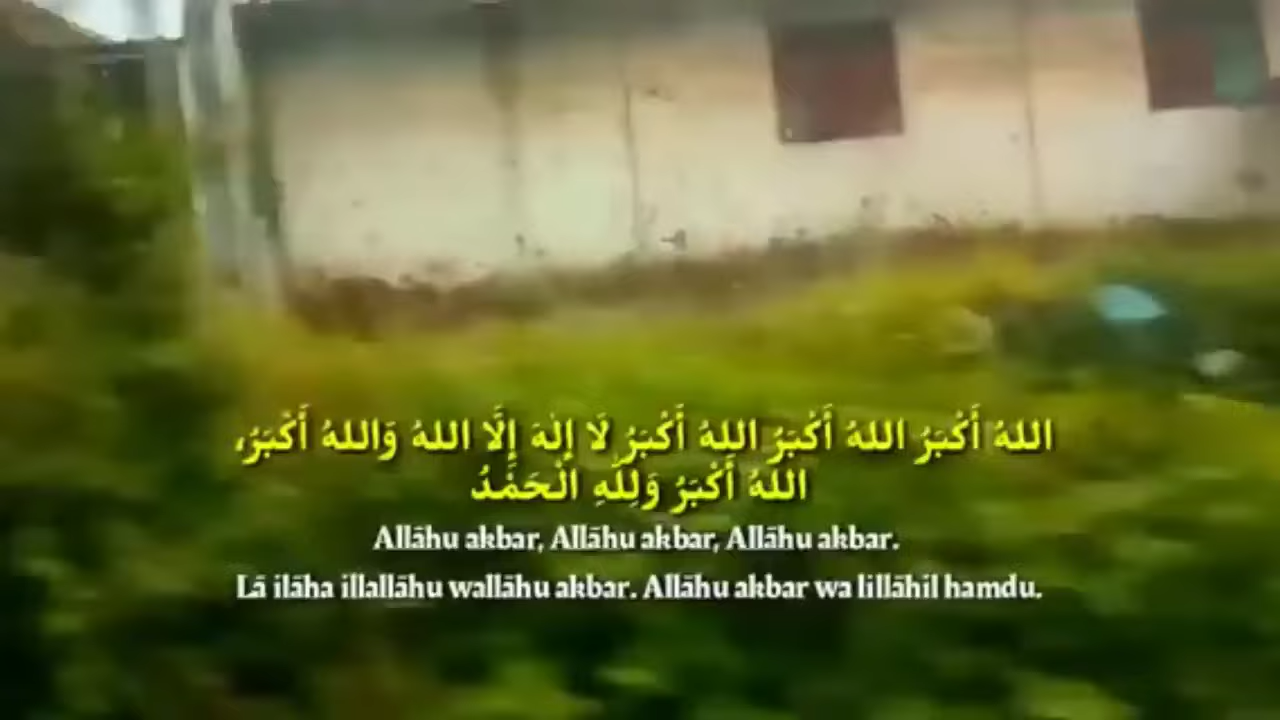 اللهُ أَكْبَرُ اللهُ أَكْبَرُ اللهُ أَكْبَرُ لَا إِلٰهَ إِلَّا اللهُ وَاللهُ أَكْبَرُ،
اللهُ أَكْبَرُ وَلِلّٰهِ الْحَمْدُ
Allāhu akbar, Allāhu akbar, Allāhu akbar.
Lā ilāha illallāhu wallāhu akbar. Allāhu akbar wa lillāhil hamdu.